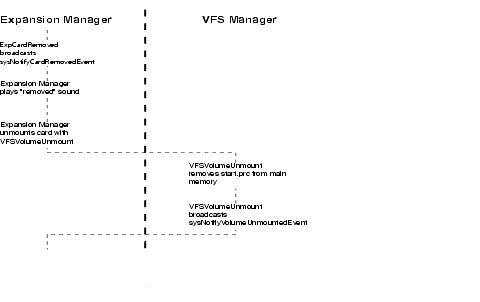 Expansion Manager
VFS Manager
ExpCardRemoved
broadcasts
sysNotifyCardRemovedEvent
Expansion Manager
plays "removed" sound
Expansion Manager
unmounts card with
VFSVolumeUnmount
VFSVolumeUnmount
removes start.prc from main
memory
VFSVolumeUnmount
broadcasts
sysNotifyVolumeUnmountedEvent